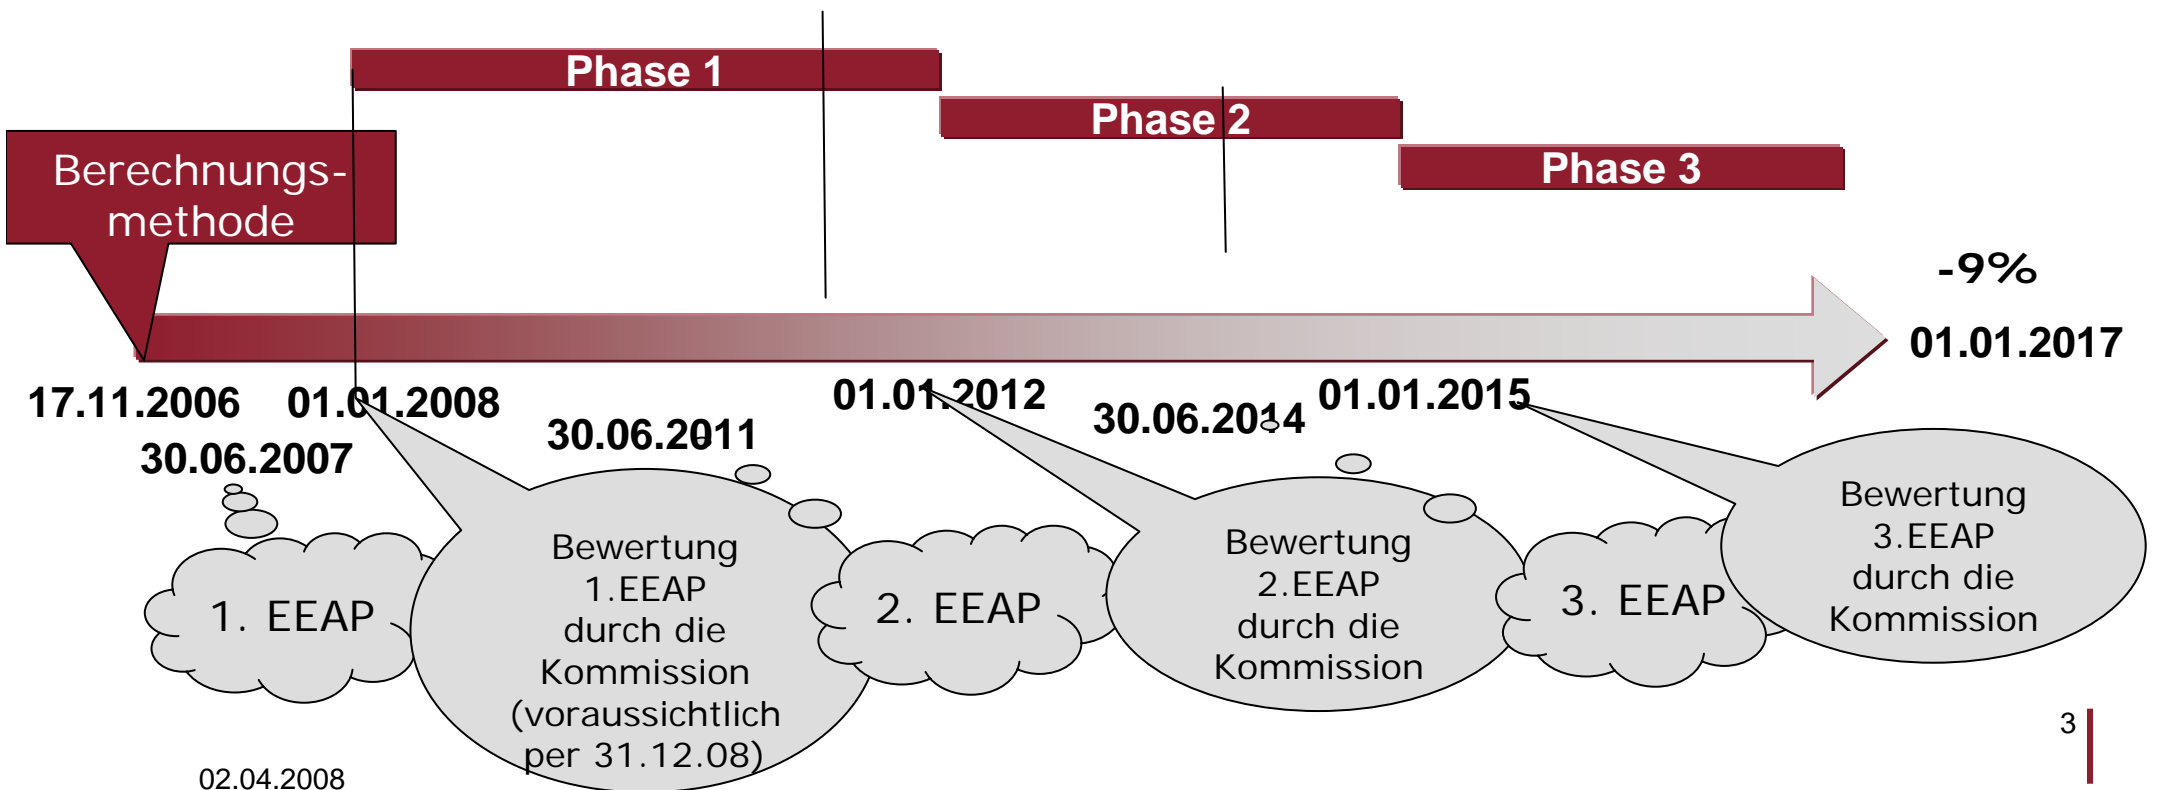 Phase 1
Phase 2
Phase 3
Berechnungs-
methode
-9%
01.01.2017
17.11.2006
01.01.2008
01.01.2012
01.01.2015
30.06.2007
30.06.2011
30.06.2014
1. EEAP
Bewertung
1.EEAP
durch die
Kommission
(voraussichtlich
per 31.12.08)
2. EEAP
Bewertung
2.EEAP
durch die
Kommission
3. EEAP
Bewertung
3.EEAP
durch die
Kommission
02.04.2008
3